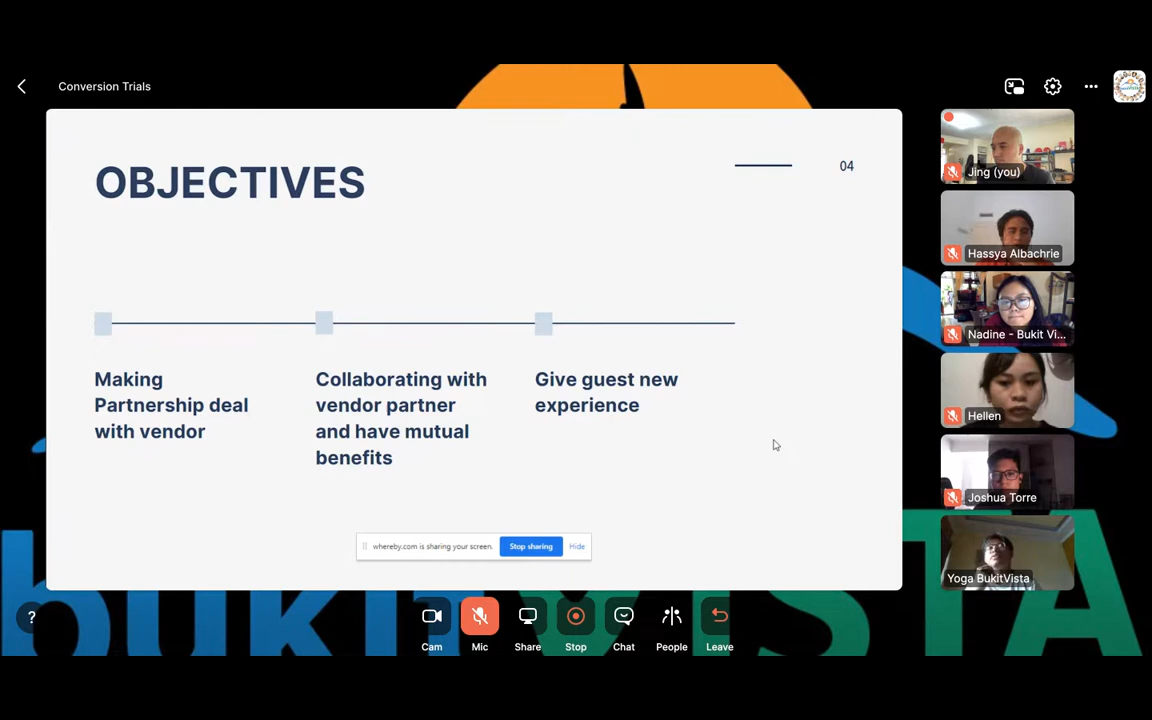 Conversion Trials
OBJECTIVES
04
Making
Partnership deal
with vendor
Collaborating with
vendor partner
and have mutual
benefits
Give guest new
experience
whereby.com is sharing your screen.
Stop sharing
Hide
Jing (you)
Hassya Albachrie
Nadine - Bukit Vi...
Hellen
Joshua Torre
Yoga BukitVista
bukit VISTA
?
Cam
Mic
Share
Stop
Chat
People
Leave